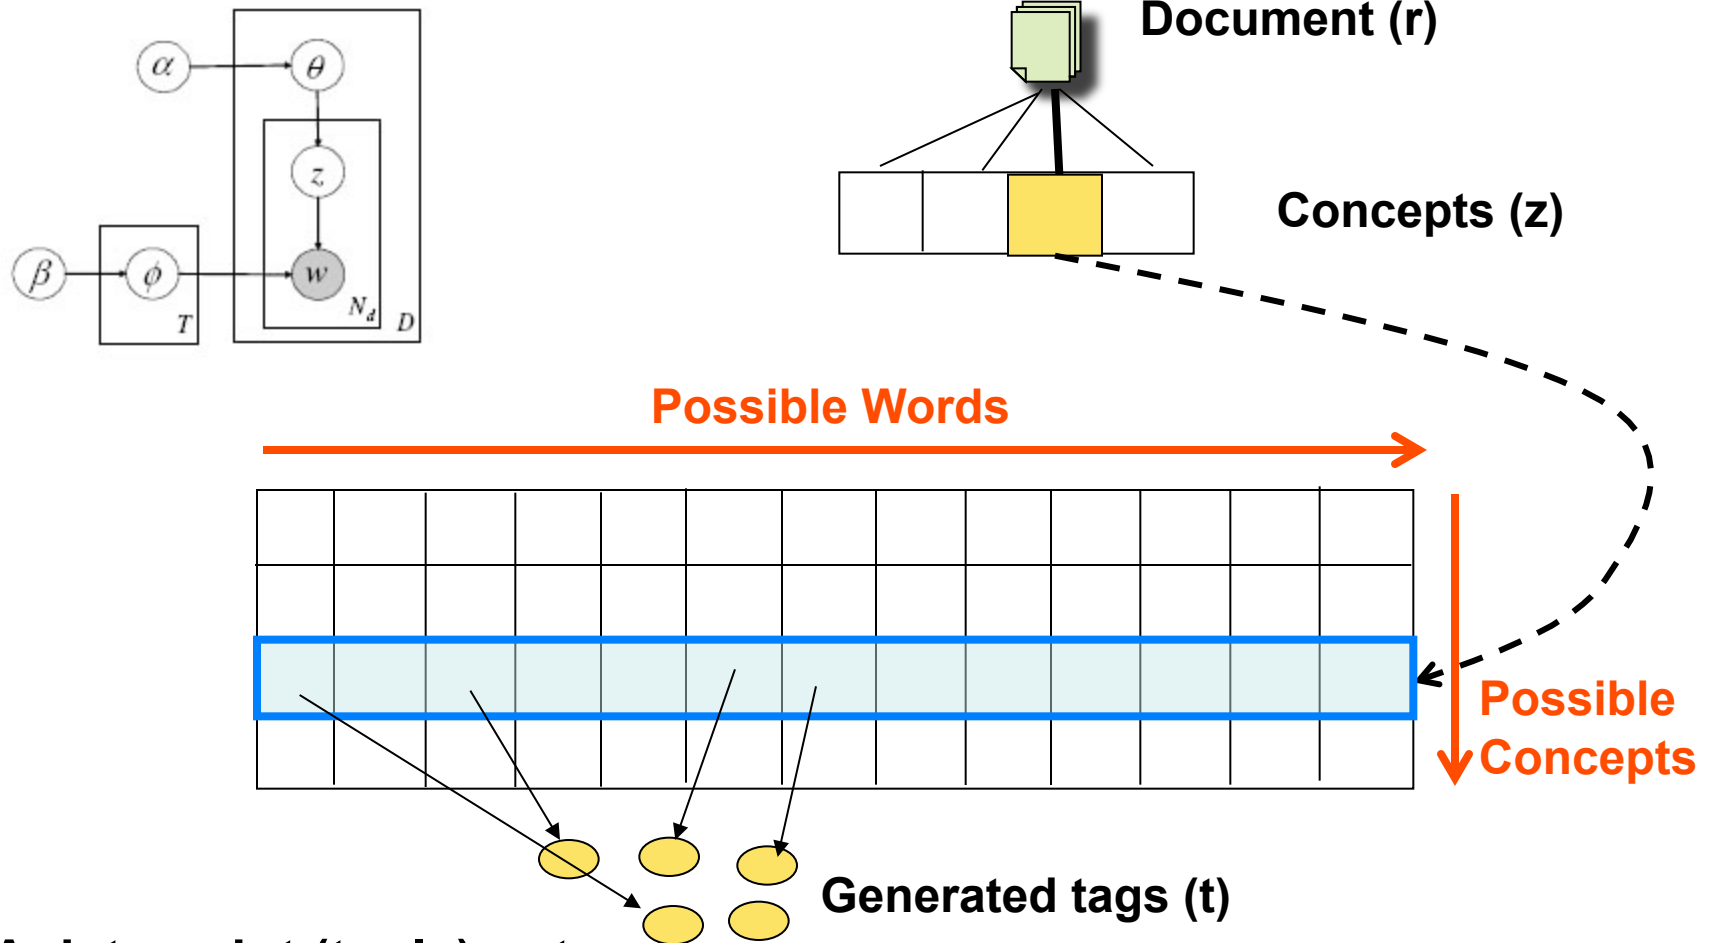 Document (r)
α
θ
z
Concepts (z)
β
ϕ
w
N_d
T
D
Possible Words
Possible
Concepts
Generated tags (t)